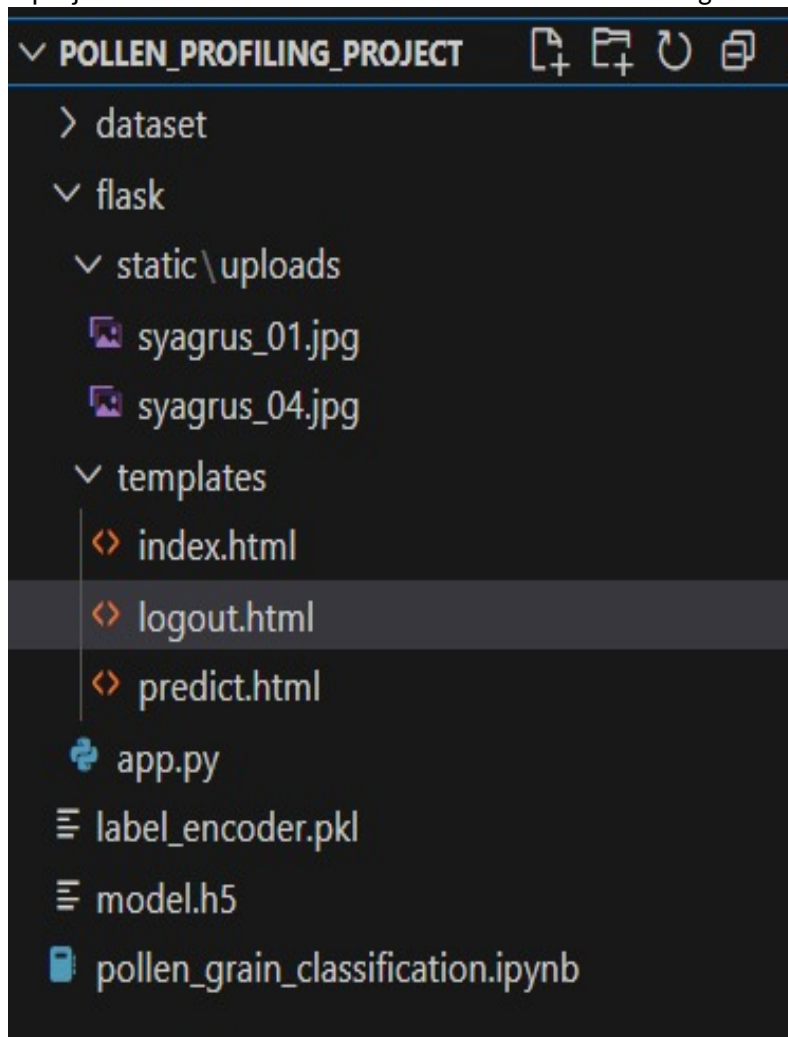 POLLEN_PROFILING_PROJECT
dataset
flask
static\uploads
syagrus_01.jpg
syagrus_04.jpg
templates
index.html
logout.html
predict.html
app.py
label_encoder.pkl
model.h5
pollen_grain_classification.ipynb